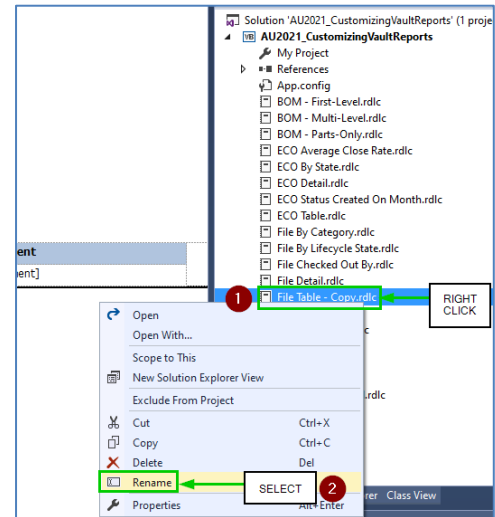 Solution 'AU2021_CustomizingVaultReports' (1 proje
VB AU2021_CustomizingVaultReports
My Project
References
App.config
BOM - First-Level.rdlc
BOM - Multi-Level.rdlc
BOM - Parts-Only.rdlc
ECO Average Close Rate.rdlc
ECO By State.rdlc
ECO Detail.rdlc
ECO Status Created On Month.rdlc
ECO Table.rdlc
File By Category.rdlc
File By Lifecycle State.rdlc
File Checked Out By.rdlc
File Detail.rdlc
File Table - Copy.rdlc
ent
ent]
1
RIGHT
CLICK
Open
Open With...
Scope to This
New Solution Explorer View
Exclude From Project
Cut Ctrl+X
Copy Ctrl+C
Delete Del
Rename
SELECT
2
Properties Alt+Enter
c
.rdlc
rer Class View